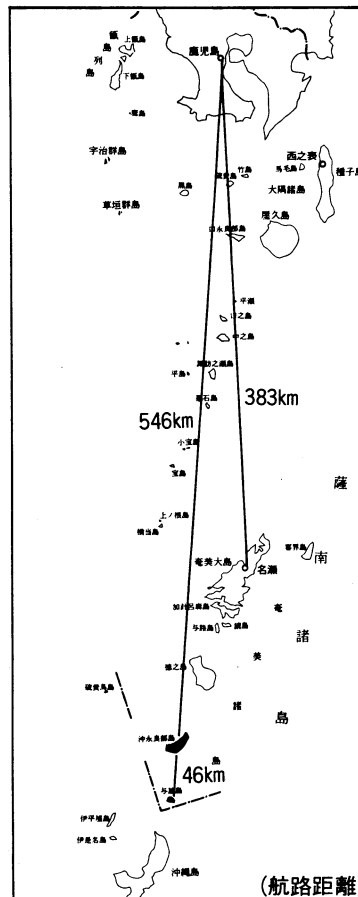 甑
島
列
島
上甑島
下甑島
鹿児島
宇治群島
草垣群島
黒島
硫黄島
竹島
馬毛島
西之表
種子島
大隅諸島
屋久島
口永良部島
平瀬
口之島
中之島
諏訪之瀬島
平島
悪石島
546km
383km
小宝島
宝島
上ノ根島
横当島
薩
南
諸
島
喜界島
奄美大島
名瀬
加計呂麻島
与路島
請島
奄
美
諸
島
徳之島
硫黄鳥島
沖永良部島
46km
与論島
伊平屋島
伊是名島
沖縄島
(航路距離